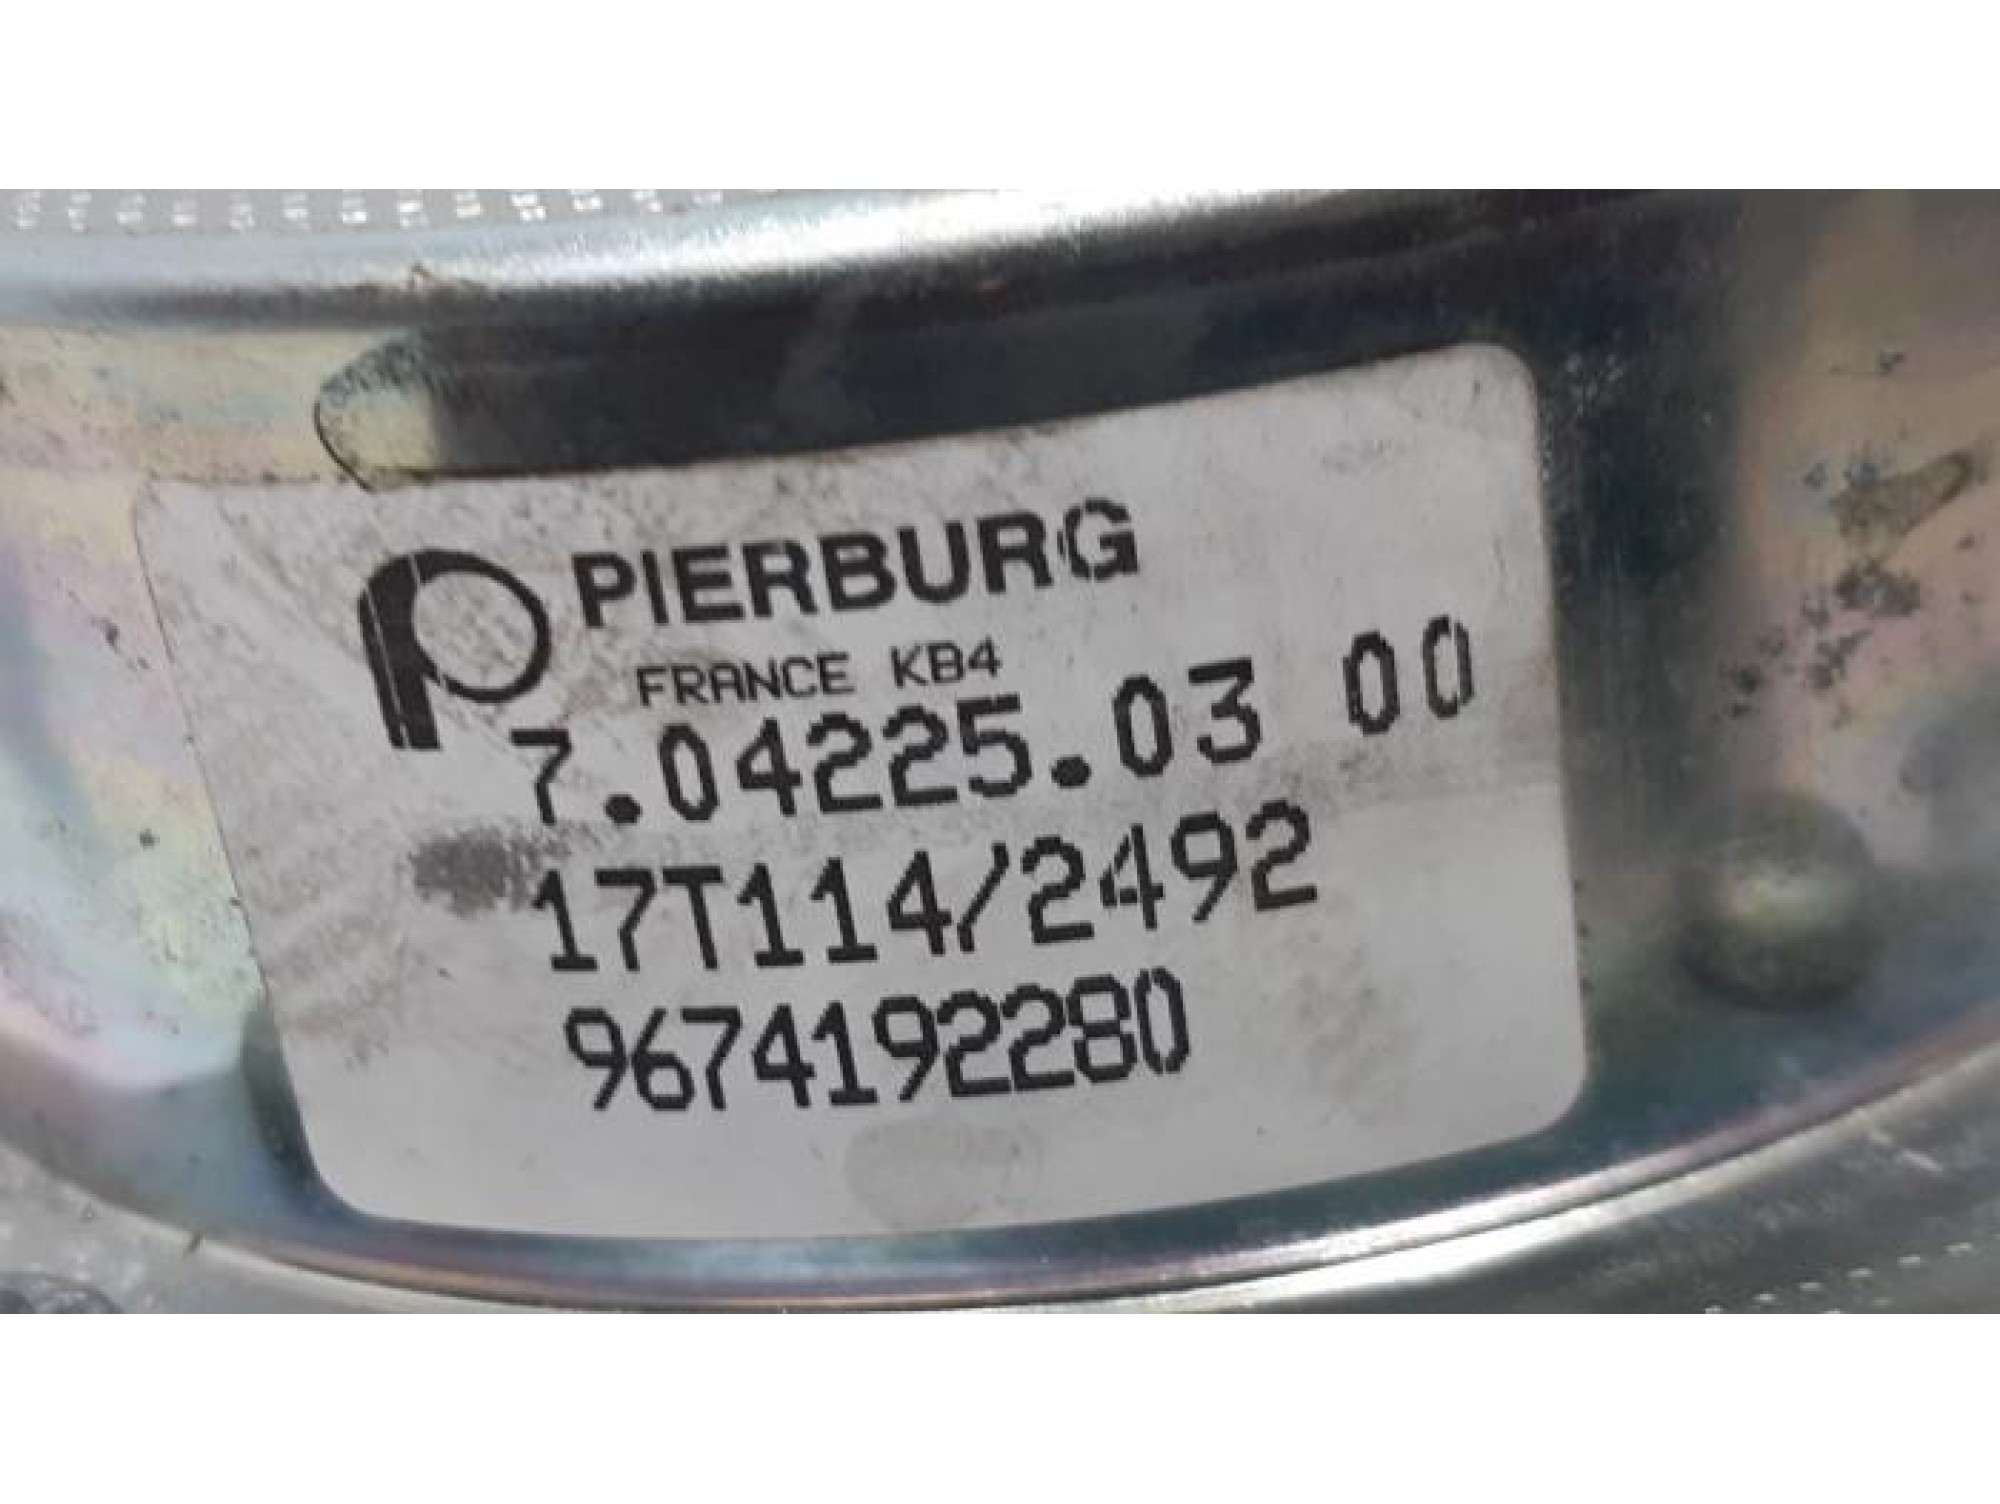 PIERBURG
FRANCE KB4
7.04225.03 00
17T114/2492
9674192280